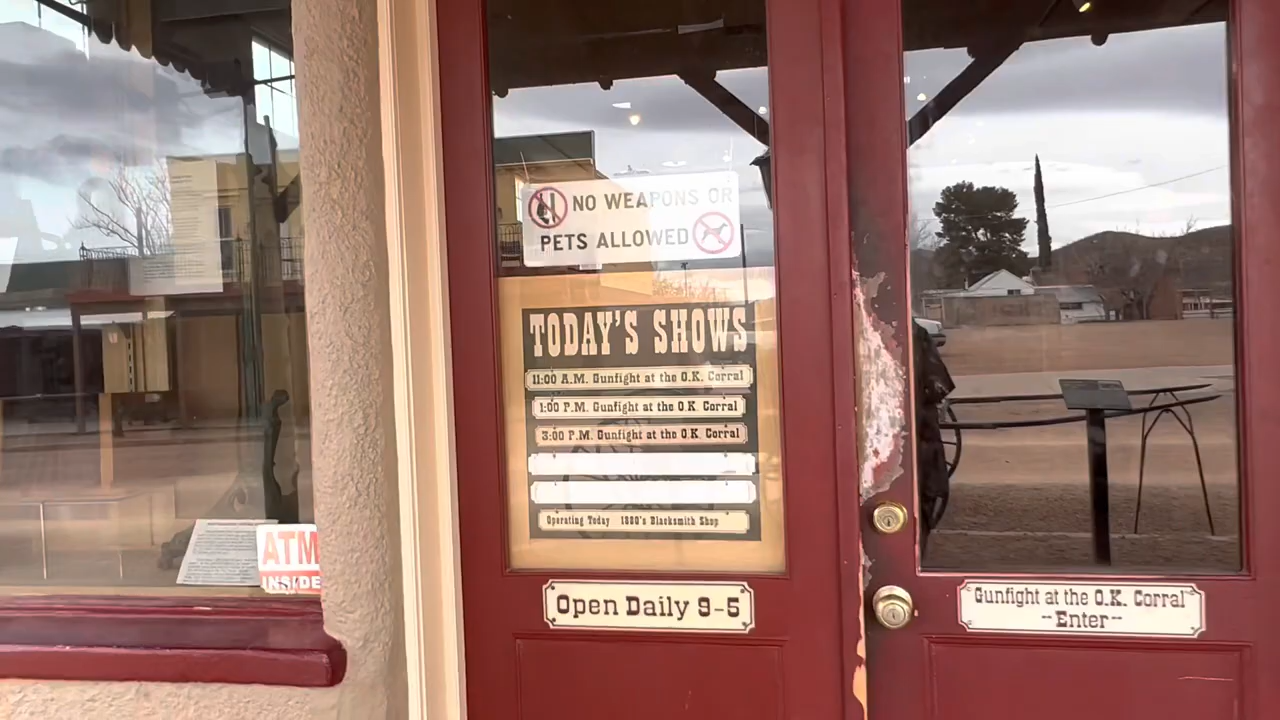 NO WEAPONS OR
PETS ALLOWED
TODAY'S SHOWS
11:00 A.M. Gunfight at the O.K. Corral
1:00 P.M. Gunfight at the O.K. Corral
3:00 P.M. Gunfight at the O.K. Corral
Operating Today 1880's Blacksmith Shop
ATM
INSIDE
Open Daily 9-5
Gunfight at the O.K. Corral
-Enter-